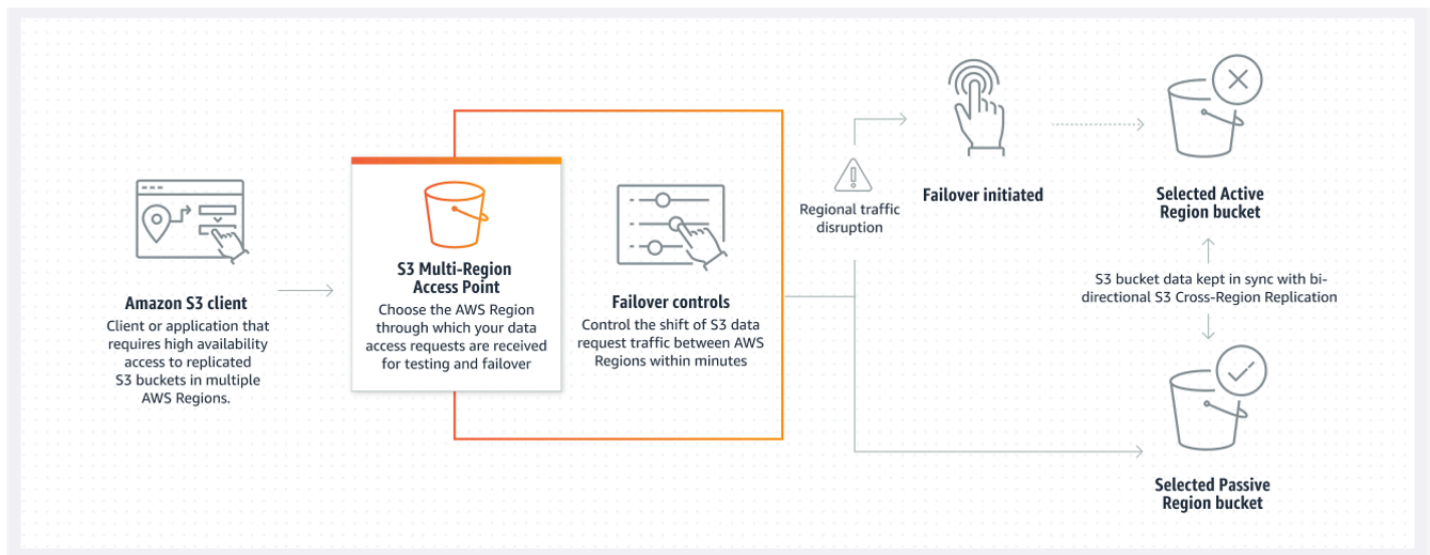 Amazon S3 client
Client or application that
requires high availability
access to replicated
S3 buckets in multiple
AWS Regions.
S3 Multi-Region
Access Point
Choose the AWS Region
through which your data
access requests are received
for testing and failover
Failover controls
Control the shift of S3 data
request traffic between AWS
Regions within minutes
Regional traffic
disruption
Failover initiated
Selected Active
Region bucket
S3 bucket data kept in sync with bi-
directional S3 Cross-Region Replication
Selected Passive
Region bucket